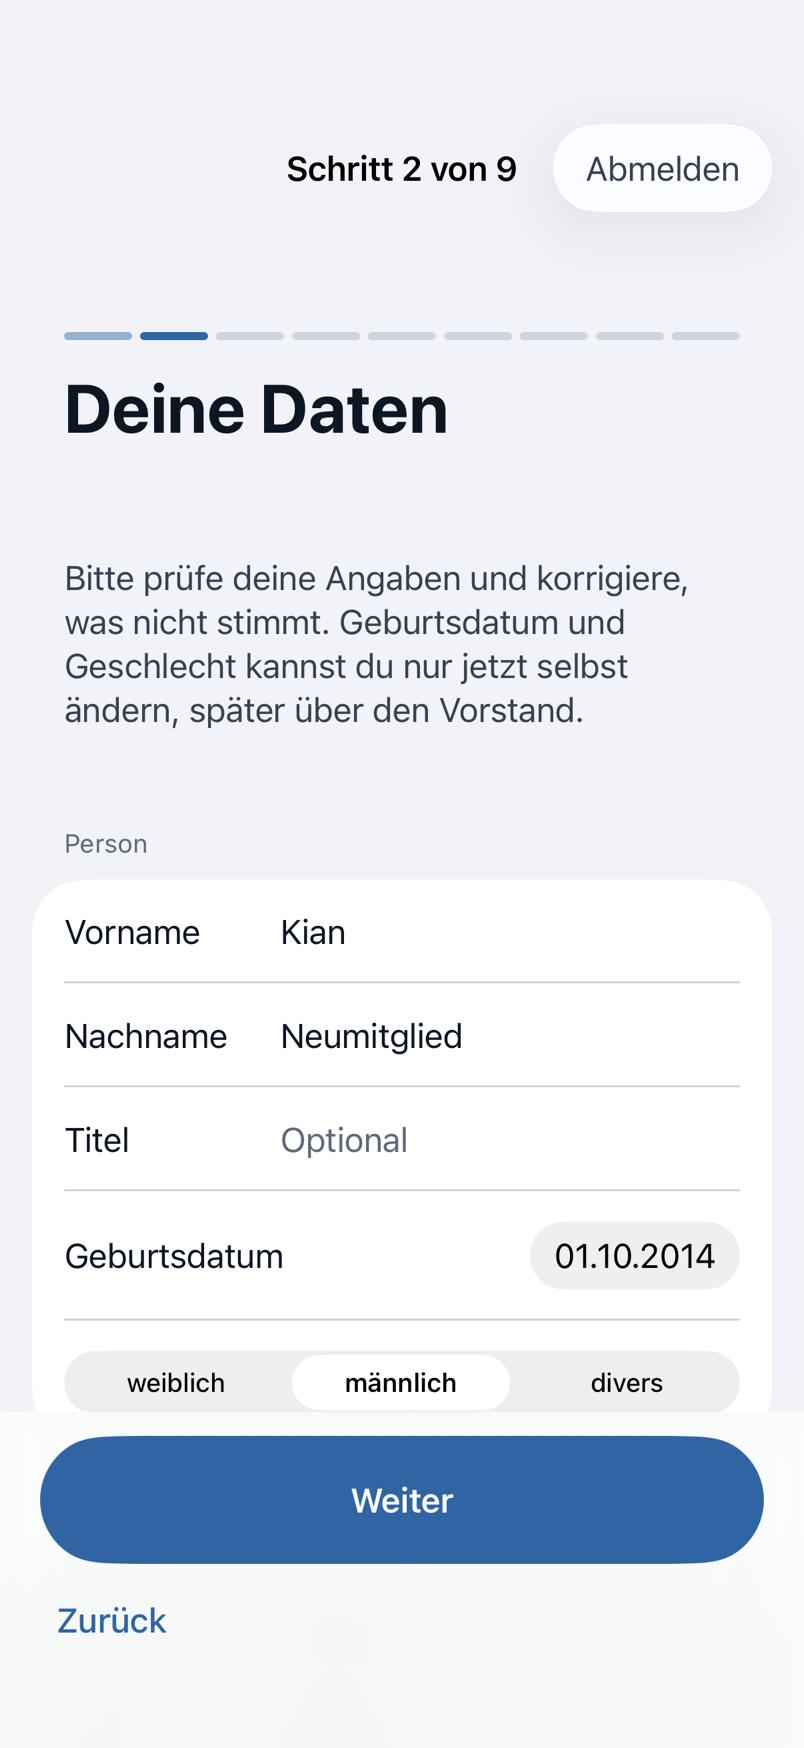 Schritt 2 von 9
Abmelden
Deine Daten
Bitte prüfe deine Angaben und korrigiere,
was nicht stimmt. Geburtsdatum und
Geschlecht kannst du nur jetzt selbst
ändern, später über den Vorstand.
Person
Vorname Kian
Nachname Neumitglied
Titel Optional
Geburtsdatum 01.10.2014
weiblich männlich divers
Weiter
Zurück